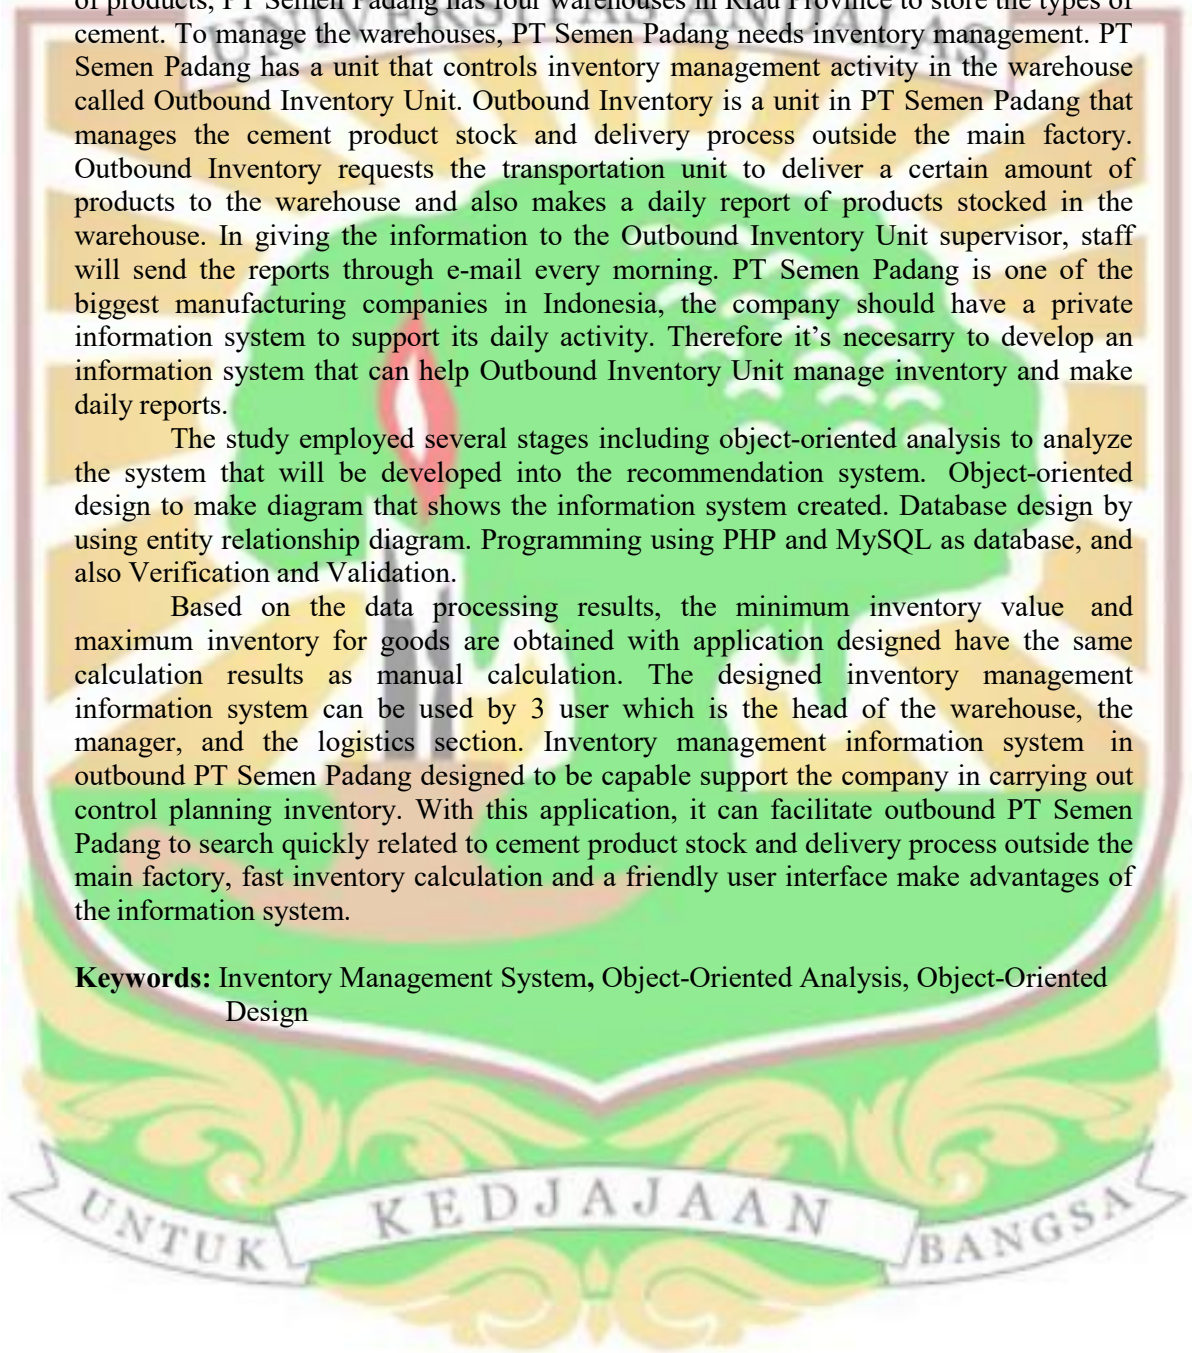 of products, PT Semen Padang has four warehouses in Riau Province to store the types of
cement. To manage the warehouses, PT Semen Padang needs inventory management. PT
Semen Padang has a unit that controls inventory management activity in the warehouse
called Outbound Inventory Unit. Outbound Inventory is a unit in PT Semen Padang that
manages the cement product stock and delivery process outside the main factory.
Outbound Inventory requests the transportation unit to deliver a certain amount of
products to the warehouse and also makes a daily report of products stocked in the
warehouse. In giving the information to the Outbound Inventory Unit supervisor, staff
will send the reports through e-mail every morning. PT Semen Padang is one of the
biggest manufacturing companies in Indonesia, the company should have a private
information system to support its daily activity. Therefore it’s necesarry to develop an
information system that can help Outbound Inventory Unit manage inventory and make
daily reports.
The study employed several stages including object-oriented analysis to analyze
the system that will be developed into the recommendation system. Object-oriented
design to make diagram that shows the information system created. Database design by
using entity relationship diagram. Programming using PHP and MySQL as database, and
also Verification and Validation.
Based on the data processing results, the minimum inventory value and
maximum inventory for goods are obtained with application designed have the same
calculation results as manual calculation. The designed inventory management
information system can be used by 3 user which is the head of the warehouse, the
manager, and the logistics section. Inventory management information system in
outbound PT Semen Padang designed to be capable support the company in carrying out
control planning inventory. With this application, it can facilitate outbound PT Semen
Padang to search quickly related to cement product stock and delivery process outside the
main factory, fast inventory calculation and a friendly user interface make advantages of
the information system.
Keywords: Inventory Management System, Object-Oriented Analysis, Object-Oriented
Design
UNTUK KEDJAJAAN BANGSA